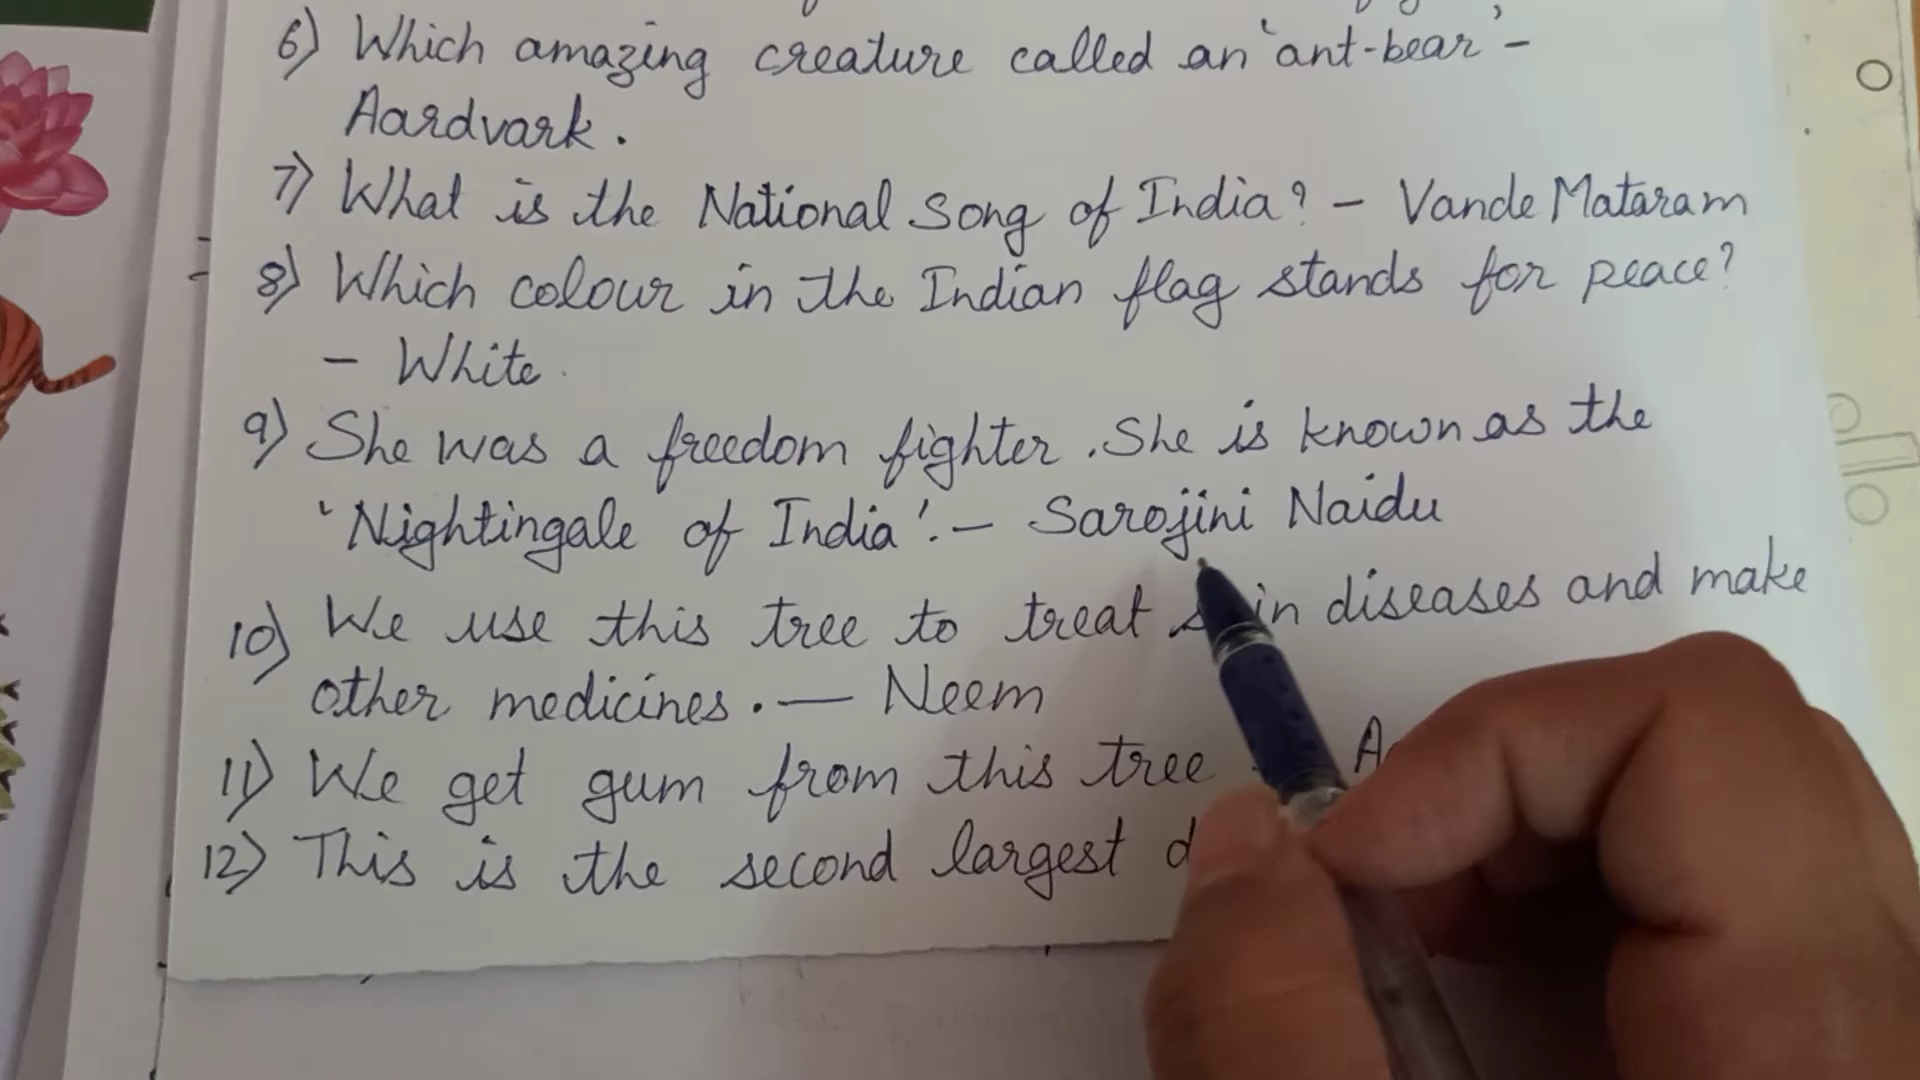 6) Which amazing creature called an 'ant-bear' -
Aardvark.
7) What is the National Song of India? - Vande Mataram
8) Which colour in the Indian flag stands for peace?
- White
9) She was a freedom fighter. She is known as the
'Nightingale of India'. - Sarojini Naidu
10) We use this tree to treat in diseases and make
other medicines. — Neem
11) We get gum from this tree
12) This is the second largest